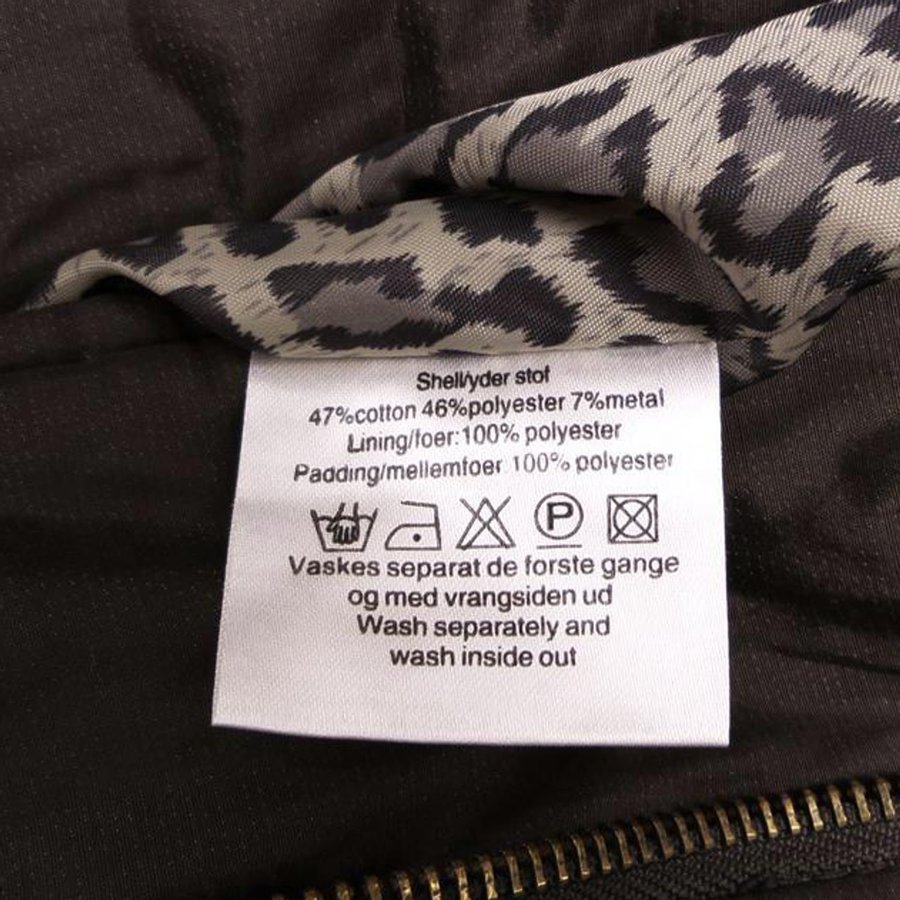 Shell/yder stof
47%cotton 46%polyester 7%metal
Lining/foer:100% polyester
Padding/mellemfoer 100% polyester
P
Vaskes separat de forste gange
og med vrangsiden ud
Wash separately and
wash inside out